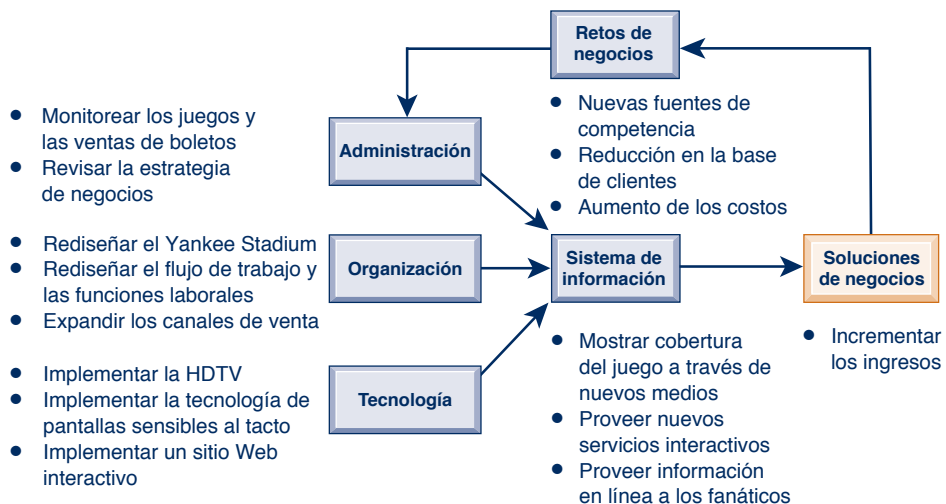 Retos de
negocios
• Nuevas fuentes de
competencia
• Reducción en la base
de clientes
• Aumento de los costos
• Monitorear los juegos y
las ventas de boletos
• Revisar la estrategia
de negocios
Administración
• Rediseñar el Yankee Stadium
• Rediseñar el flujo de trabajo y
las funciones laborales
• Expandir los canales de venta
Organización
Sistema de
información
Soluciones
de negocios
• Implementar la HDTV
• Implementar la tecnología de
pantallas sensibles al tacto
• Implementar un sitio Web
interactivo
Tecnología
• Mostrar cobertura
del juego a través de
nuevos medios
• Proveer nuevos
servicios interactivos
• Proveer información
en línea a los fanáticos
• Incrementar
los ingresos